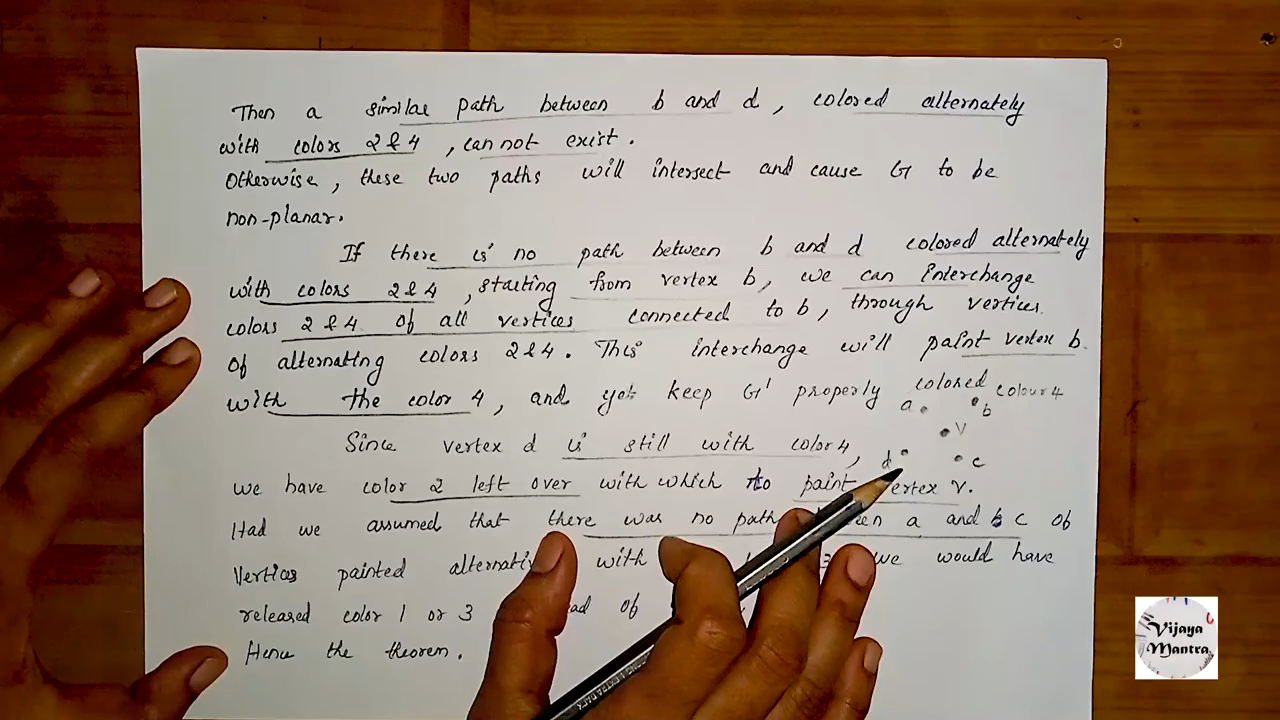 Then a similar path between b and d, colored alternately
with colors 2 & 4, can not exist.
Otherwise, these two paths will intersect and cause G to be
non-planar.
If there is no path between b and d colored alternately
with colors 2 & 4, starting from vertex b, we can interchange
colors 2 & 4 of all vertices connected to b, through vertices
of alternating colors 2 & 4. This interchange will paint vertex b
with the color 4, and yet keep G' properly colored
colour 4
a b
v
d c
Since vertex d is still with color 4,
we have color 2 left over with which to paint vertex v.
Had we assumed that there was no path a and c of
vertices painted with we would have
released color 1 or 3 of
Hence the theorem.
Vijaya
Mantra